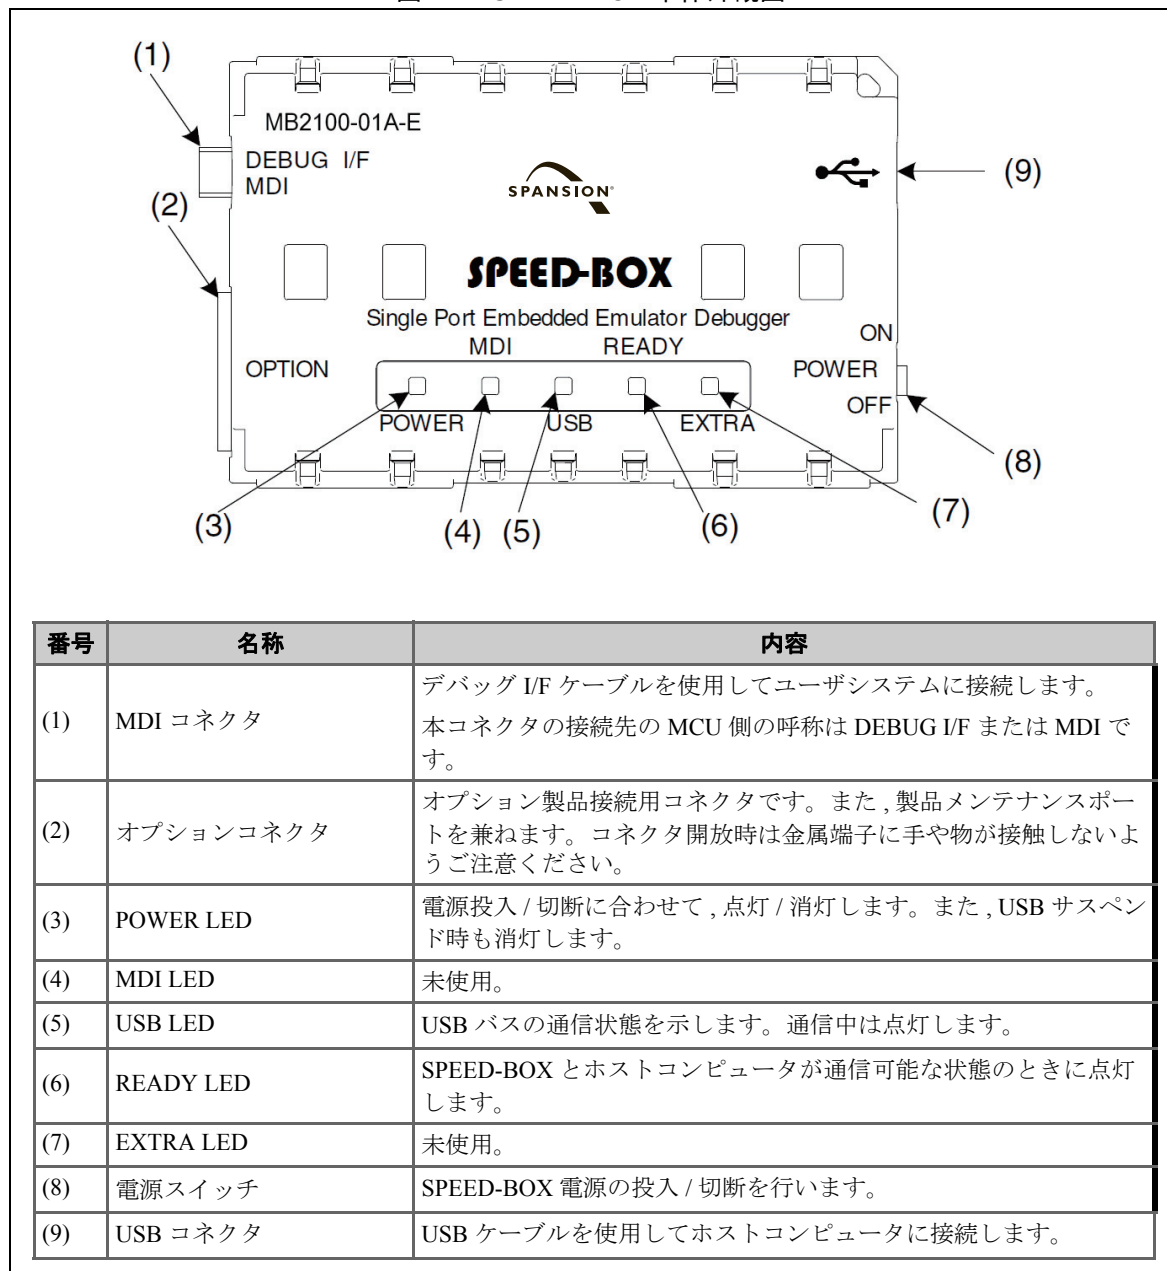 (1)
MB2100-01A-E
DEBUG I/F
MDI
SPANSION
(9)
(2)
SPEED-BOX
Single Port Embedded Emulator Debugger
MDI READY
ON
OPTION
POWER
OFF
POWER USB EXTRA
(8)
(3) (4) (5) (6) (7)
番号 名称 内容
(1) MDI コネクタ デバッグ I/F ケーブルを使用してユーザシステムに接続します。
本コネクタの接続先の MCU 側の呼称は DEBUG I/F または MDI で
す。
(2) オプションコネクタ オプション製品接続用コネクタです。また , 製品メンテナンスポー
トを兼ねます。コネクタ開放時は金属端子に手や物が接触しないよ
うご注意ください。
(3) POWER LED 電源投入 / 切断に合わせて , 点灯 / 消灯します。また , USB サスペン
ド時も消灯します。
(4) MDI LED 未使用。
(5) USB LED USB バスの通信状態を示します。通信中は点灯します。
(6) READY LED SPEED-BOX とホストコンピュータが通信可能な状態のときに点灯
します。
(7) EXTRA LED 未使用。
(8) 電源スイッチ SPEED-BOX 電源の投入 / 切断を行います。
(9) USB コネクタ USB ケーブルを使用してホストコンピュータに接続します。